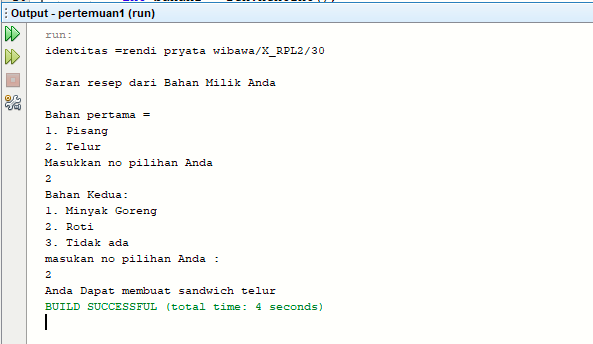 Output - pertemuan1 (run)
run:
identitas =rendi pryata wibawa/X_RPL2/30
Saran resep dari Bahan Milik Anda
Bahan pertama =
1. Pisang
2. Telur
Masukkan no pilihan Anda
2
Bahan Kedua:
1. Minyak Goreng
2. Roti
3. Tidak ada
masukan no pilihan Anda :
2
Anda Dapat membuat sandwich telur
BUILD SUCCESSFUL (total time: 4 seconds)